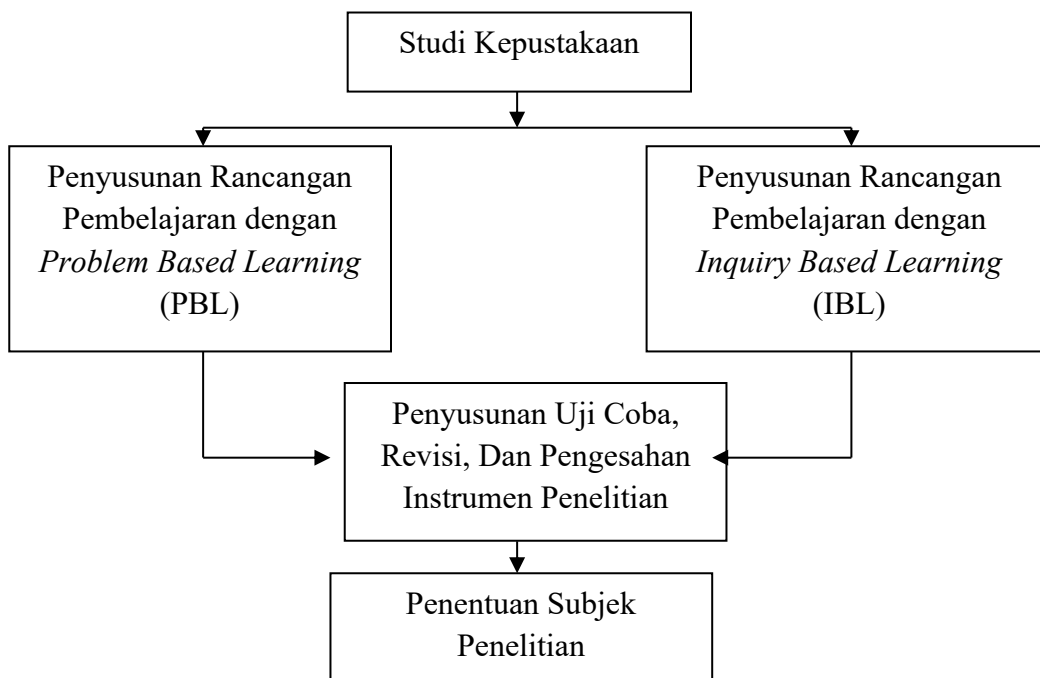 Studi Kepustakaan
Penyusunan Rancangan
Pembelajaran dengan
Problem Based Learning
(PBL)
Penyusunan Rancangan
Pembelajaran dengan
Inquiry Based Learning
(IBL)
Penyusunan Uji Coba,
Revisi, Dan Pengesahan
Instrumen Penelitian
Penentuan Subjek
Penelitian